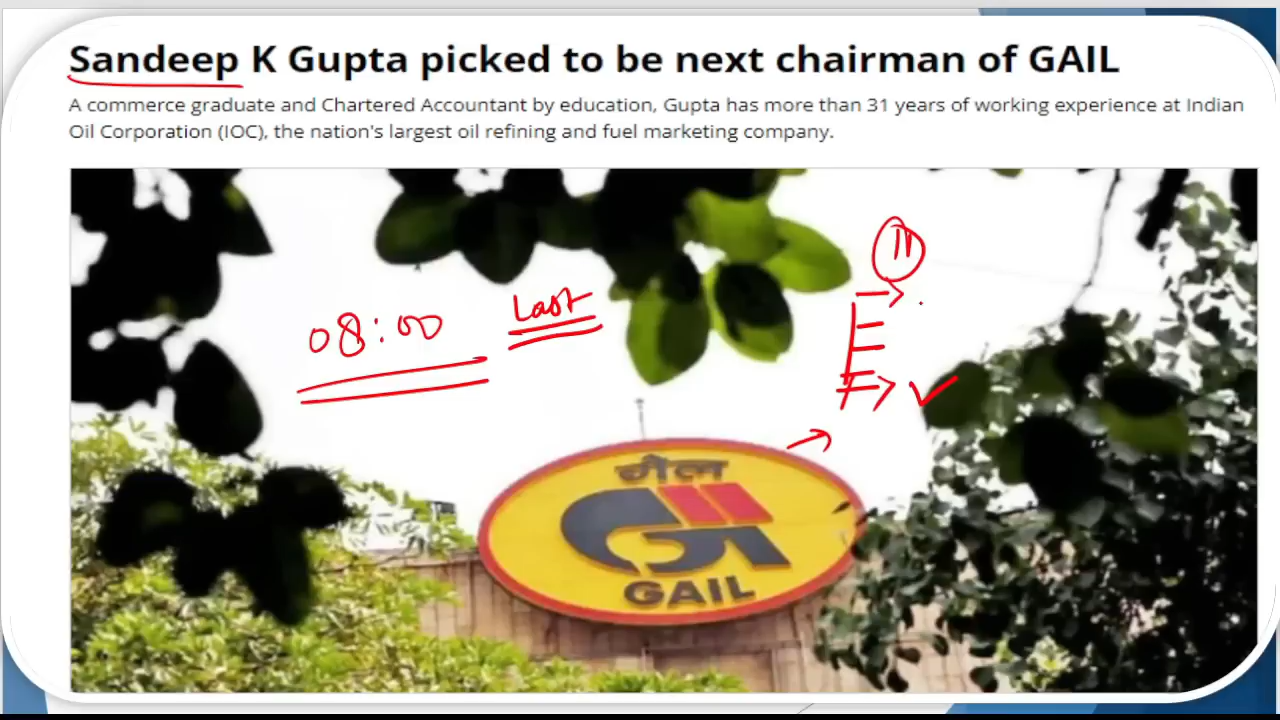 Sandeep K Gupta picked to be next chairman of GAIL
A commerce graduate and Chartered Accountant by education, Gupta has more than 31 years of working experience at Indian
Oil Corporation (IOC), the nation's largest oil refining and fuel marketing company.
11
Last
08:00
गेल
GAIL